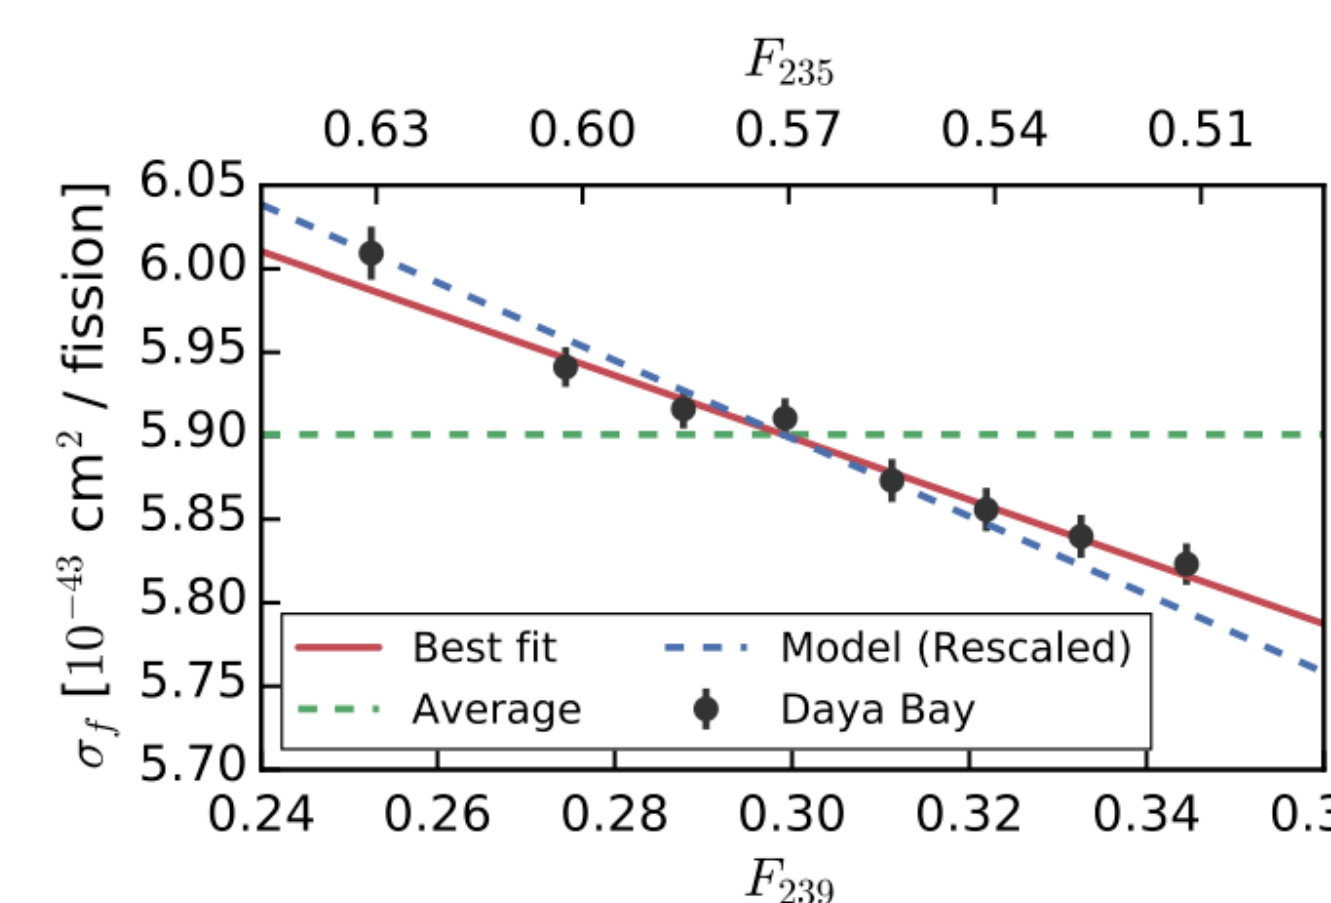 F₂₃₅
0.63 0.60 0.57 0.54 0.51
σ_f [10⁻⁴³ cm² / fission]
6.05
6.00
5.95
5.90
5.85
5.80
5.75
5.70
Best fit
Model (Rescaled)
Average
Daya Bay
0.24 0.26 0.28 0.30 0.32 0.34
F₂₃₉